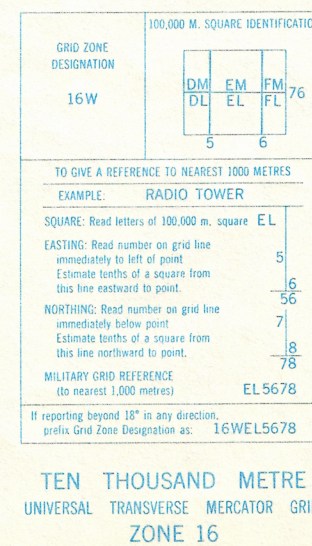 100,000 M. SQUARE IDENTIFICATIO
GRID ZONE
DESIGNATION
16W
DM EM FM
DL EL FL
76
5 6
TO GIVE A REFERENCE TO NEAREST 1000 METRES
EXAMPLE: RADIO TOWER
SQUARE: Read letters of 100,000 m. square EL
EASTING: Read number on grid line
immediately to left of point 5
Estimate tenths of a square from
this line eastward to point. 6
56
NORTHING: Read number on grid line
immediately below point 7
Estimate tenths of a square from
this line northward to point. 8
78
MILITARY GRID REFERENCE
(to nearest 1,000 metres) EL5678
If reporting beyond 18° in any direction,
prefix Grid Zone Designation as: 16WEL5678
TEN THOUSAND METRE
UNIVERSAL TRANSVERSE MERCATOR GRI
ZONE 16